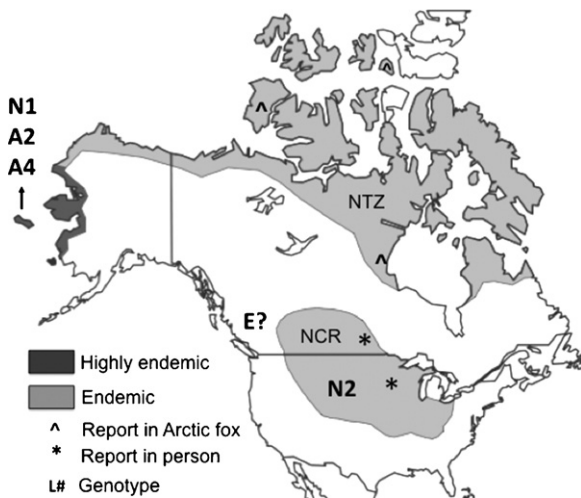 N1
A2
A4
^
^
NTZ
^
E?
NCR
*
N2
*
Highly endemic
Endemic
^ Report in Arctic fox
* Report in person
L# Genotype